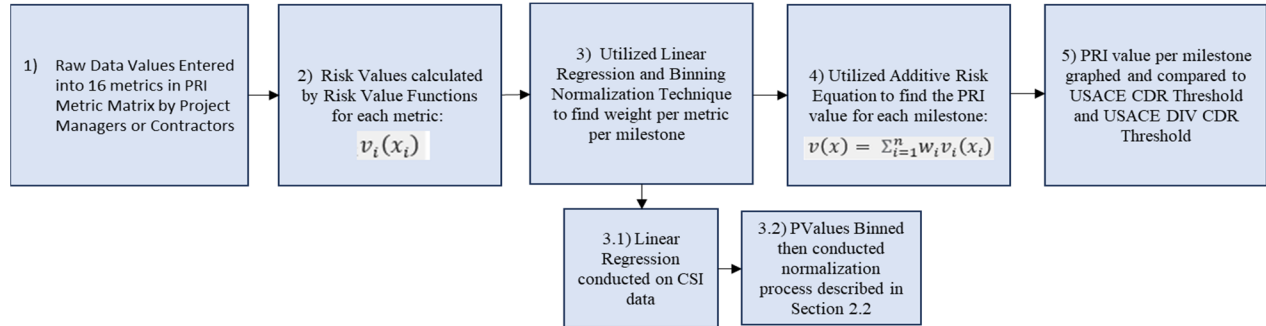 1) Raw Data Values Entered
into 16 metrics in PRI
Metric Matrix by Project
Managers or Contractors
2) Risk Values calculated
by Risk Value Functions
for each metric:
vᵢ(xᵢ)
3) Utilized Linear
Regression and Binning
Normalization Technique
to find weight per metric
per milestone
4) Utilized Additive Risk
Equation to find the PRI
value for each milestone:
v(x) = Σⁿᵢ₌₁wᵢvᵢ(xᵢ)
5) PRI value per milestone
graphed and compared to
USACE CDR Threshold
and USACE DIV CDR
Threshold
3.1) Linear
Regression
conducted on CSI
data
3.2) PValues Binned
then conducted
normalization
process described in
Section 2.2